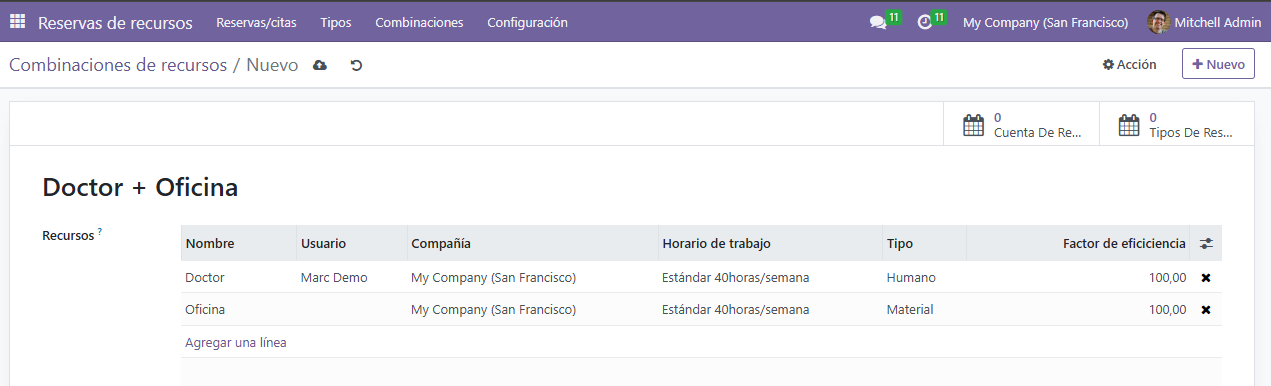 Reservas de recursos Reservas/citas Tipos Combinaciones Configuración 11 11 My Company (San Francisco) Mitchell Admin
Combinaciones de recursos / Nuevo Acción Nuevo
0 0
Cuenta De Re... Tipos De Res...
Doctor + Oficina
Recursos ? Nombre Usuario Compañía Horario de trabajo Tipo Factor de eficiciencia
Doctor Marc Demo My Company (San Francisco) Estándar 40horas/semana Humano 100,00
Oficina My Company (San Francisco) Estándar 40horas/semana Material 100,00
Agregar una línea